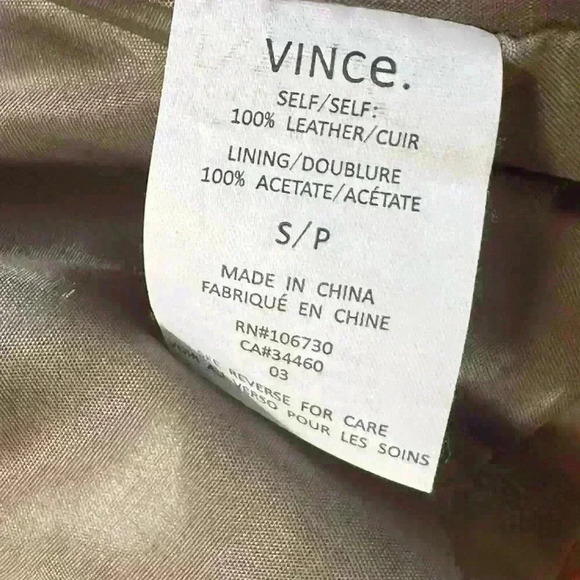 VINCe.
SELF/SELF:
100% LEATHER/CUIR
LINING/DOUBLURE
100% ACETATE/ACÉTATE
S/P
MADE IN CHINA
FABRIQUÉ EN CHINE
RN#106730
CA#34460
03
REVERSE FOR CARE
VERSO POUR LES SOINS